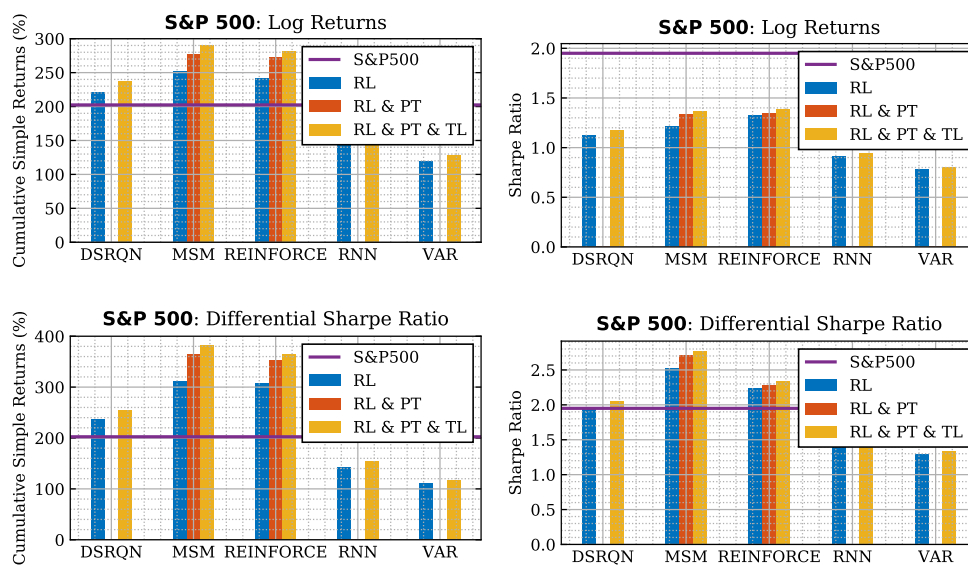 S&P 500: Log Returns
Cumulative Simple Returns (%)
300
250
200
150
100
50
0
S&P500
RL
RL & PT
RL & PT & TL
DSRQN MSM REINFORCE RNN VAR
S&P 500: Log Returns
Sharpe Ratio
2.0
1.5
1.0
0.5
0.0
S&P500
RL
RL & PT
RL & PT & TL
DSRQN MSM REINFORCE RNN VAR
S&P 500: Differential Sharpe Ratio
Cumulative Simple Returns (%)
400
300
200
100
0
S&P500
RL
RL & PT
RL & PT & TL
DSRQN MSM REINFORCE RNN VAR
S&P 500: Differential Sharpe Ratio
Sharpe Ratio
2.5
2.0
1.5
1.0
0.5
0.0
S&P500
RL
RL & PT
RL & PT & TL
DSRQN MSM REINFORCE RNN VAR